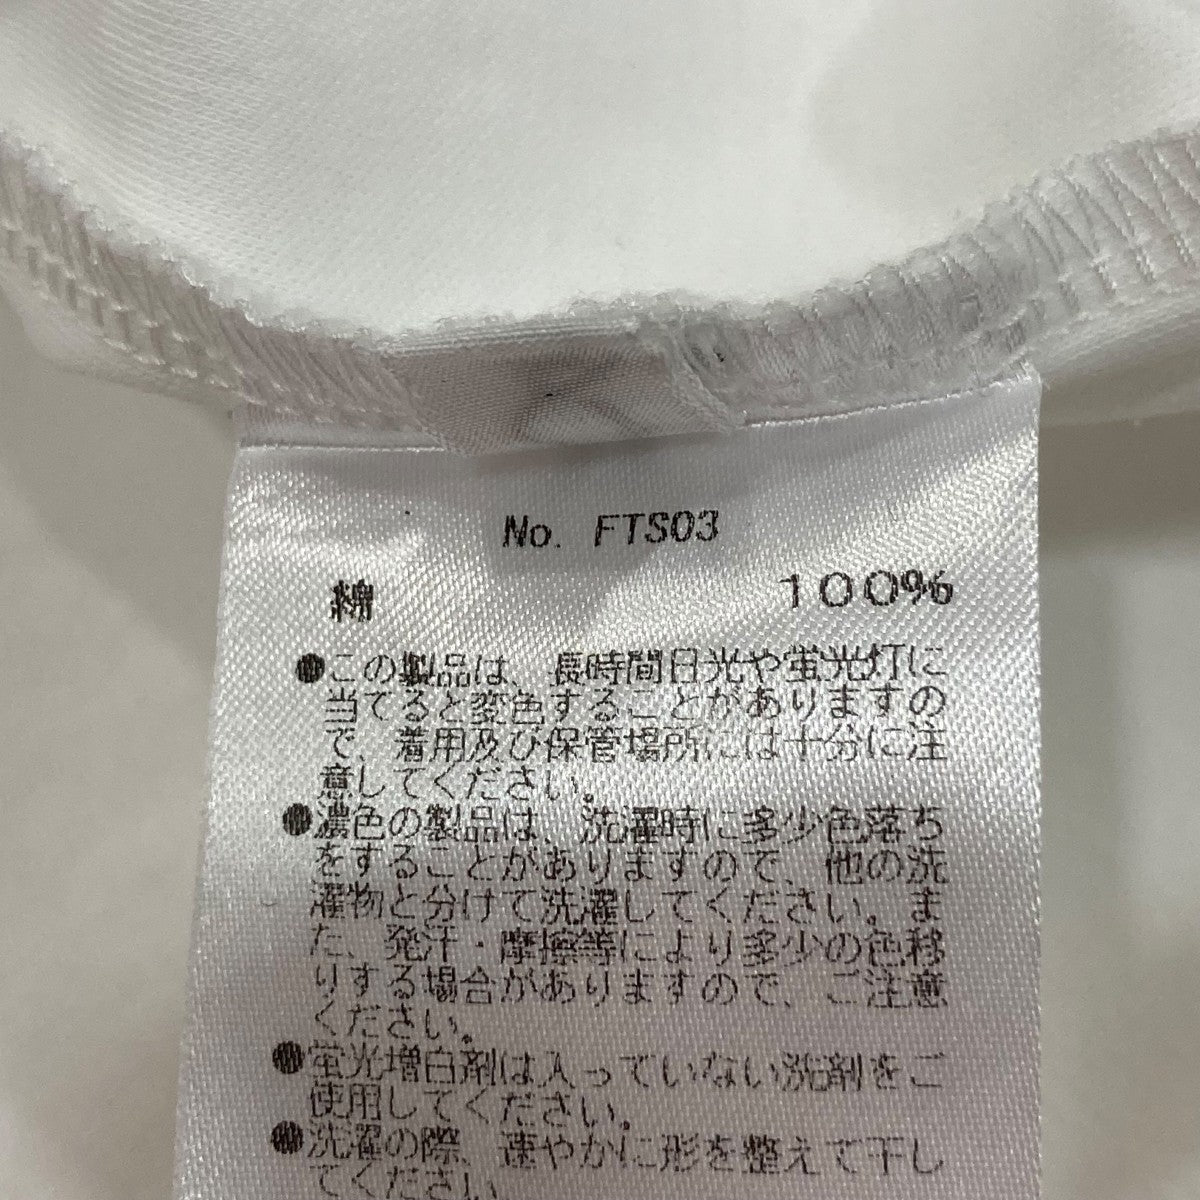 No. FTS03
綿 100%
●この製品は、長時間日光や蛍光灯に
当てると変色することがありますの
で、着用及び保管場所には十分に注
意してください。
●濃色の製品は、洗濯時に多少色落ち
をすることがありますので、他の洗
濯物と分けて洗濯してください。ま
た、発汗・摩擦等により多少の色移
りする場合がありますので、ご注意
ください。
●蛍光増白剤は入っていない洗剤をご
使用してください。
●洗濯の際、速やかに形を整えて干し
てください